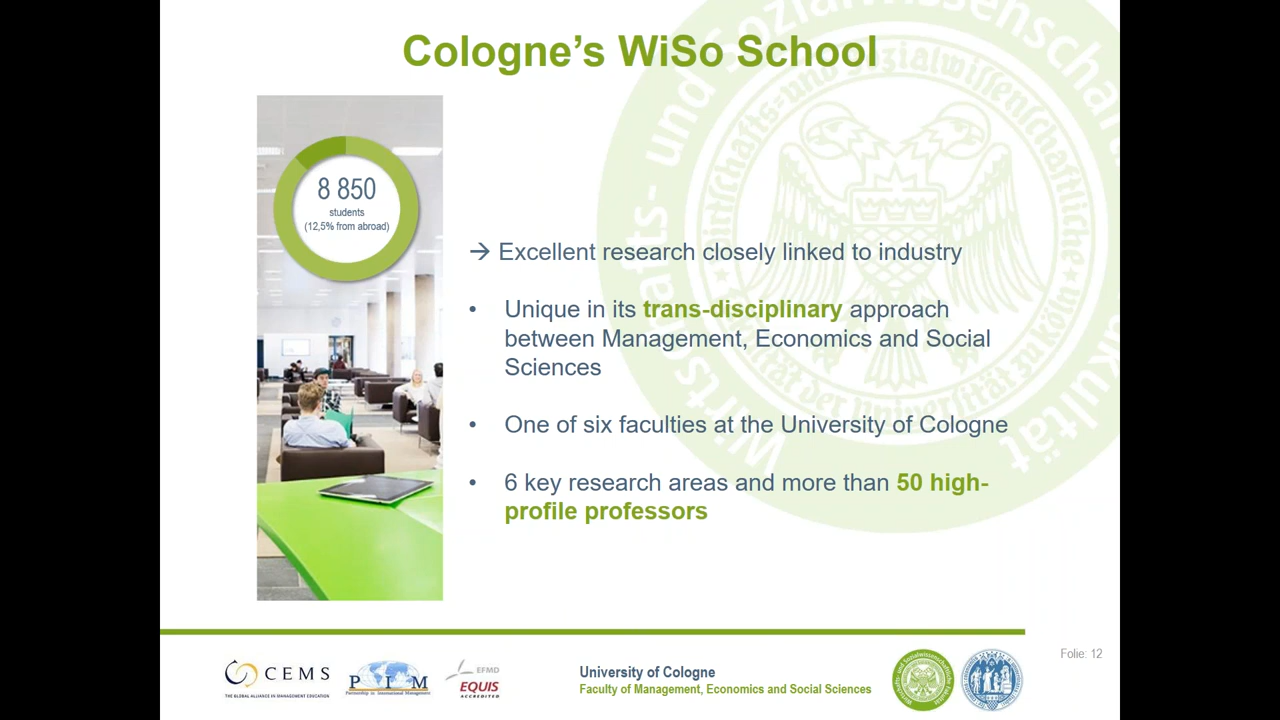 Cologne's WiSo School
8 850
students
(12,5% from abroad)
→ Excellent research closely linked to industry
• Unique in its trans-disciplinary approach
between Management, Economics and Social
Sciences
• One of six faculties at the University of Cologne
• 6 key research areas and more than 50 high-
profile professors
Folie: 12
CEMS
THE GLOBAL ALLIANCE IN MANAGEMENT EDUCATION
PIM
Partnership in International Management
EFMD
EQUIS
ACCREDITED
University of Cologne
Faculty of Management, Economics and Social Sciences